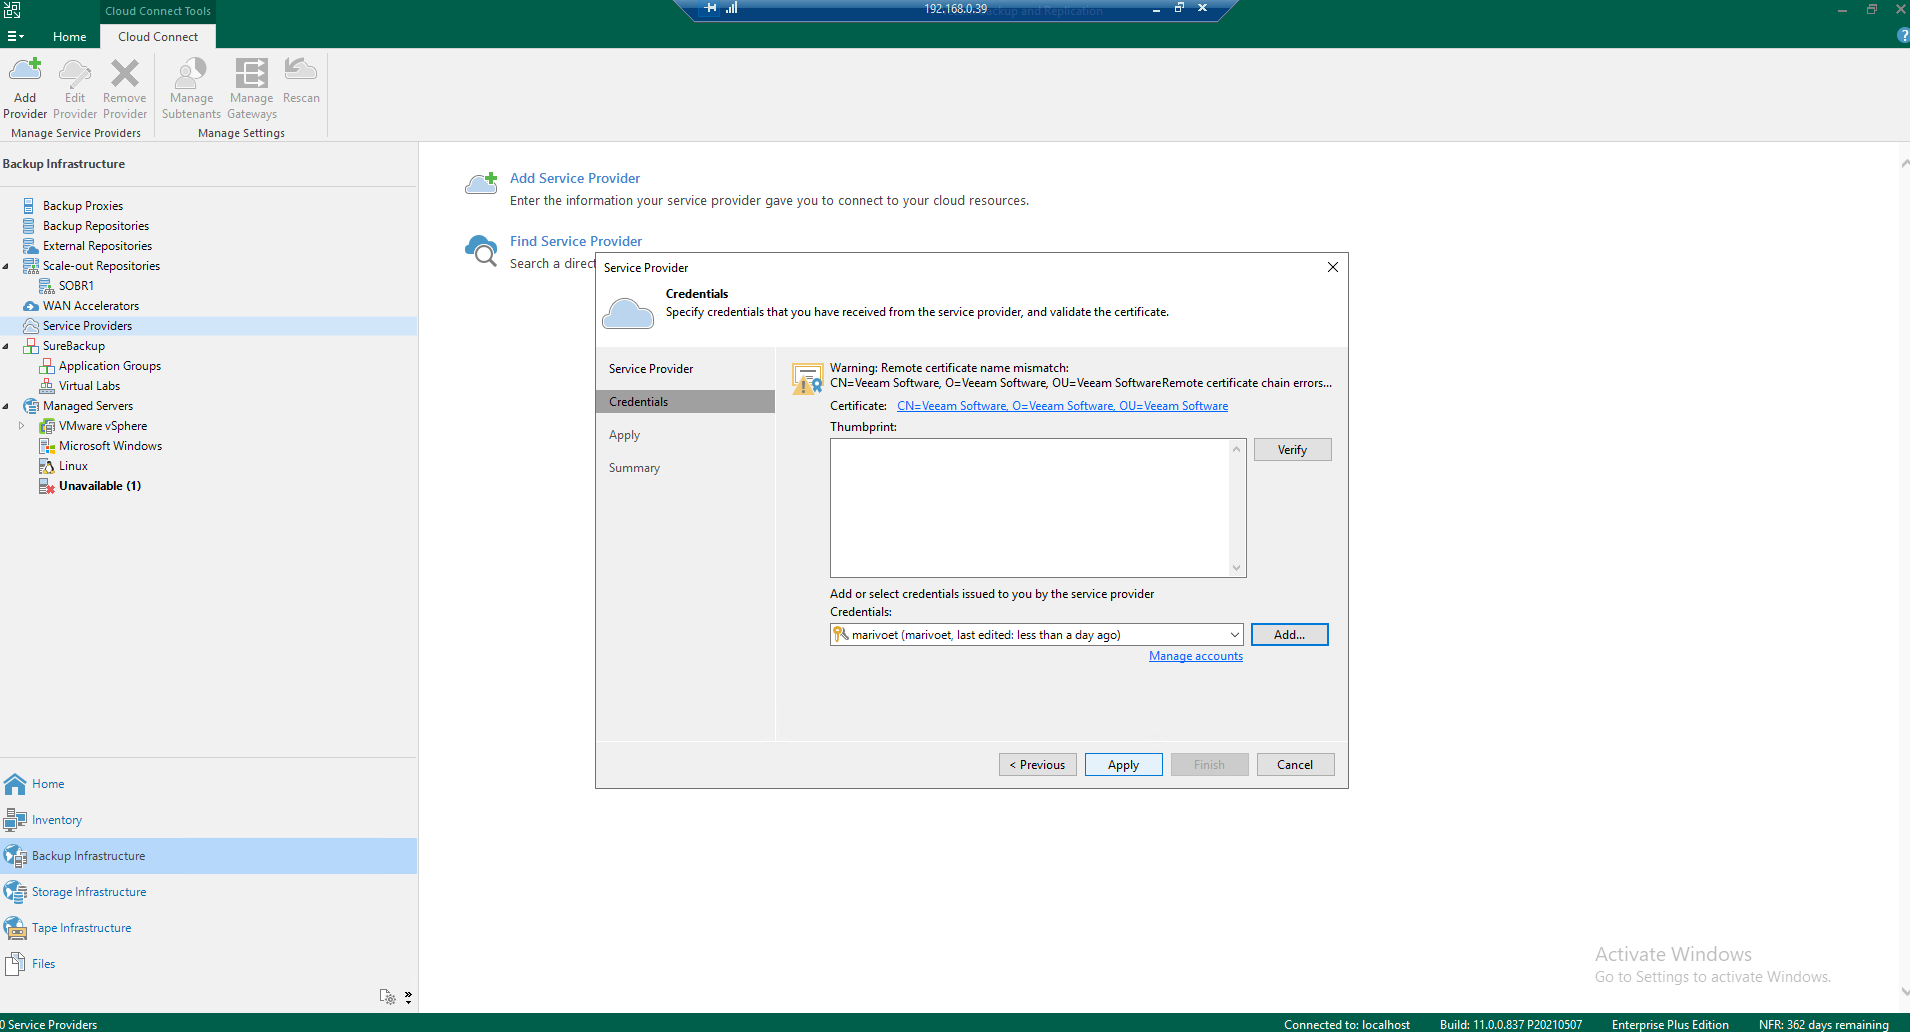 Cloud Connect Tools
192.168.0.39
Backup and Replication
Home
Cloud Connect
Add Provider
Edit Provider
Remove Provider
Manage Subtenants
Manage Gateways
Rescan
Manage Service Providers
Manage Settings
Backup Infrastructure
Backup Proxies
Backup Repositories
External Repositories
Scale-out Repositories
SOBR1
WAN Accelerators
Service Providers
SureBackup
Application Groups
Virtual Labs
Managed Servers
VMware vSphere
Microsoft Windows
Linux
Unavailable (1)
Home
Inventory
Backup Infrastructure
Storage Infrastructure
Tape Infrastructure
Files
Add Service Provider
Enter the information your service provider gave you to connect to your cloud resources.
Find Service Provider
Search a direct
Service Provider
Credentials
Specify credentials that you have received from the service provider, and validate the certificate.
Service Provider
Credentials
Apply
Summary
Warning: Remote certificate name mismatch:
CN=Veeam Software, O=Veeam Software, OU=Veeam SoftwareRemote certificate chain errors...
Certificate: CN=Veeam Software, O=Veeam Software, OU=Veeam Software
Thumbprint:
Verify
Add or select credentials issued to you by the service provider
Credentials:
marivoet (marivoet, last edited: less than a day ago)
Add...
Manage accounts
< Previous
Apply
Finish
Cancel
Activate Windows
Go to Settings to activate Windows.
0 Service Providers
Connected to: localhost
Build: 11.0.0.837 P20210507
Enterprise Plus Edition
NFR: 362 days remaining